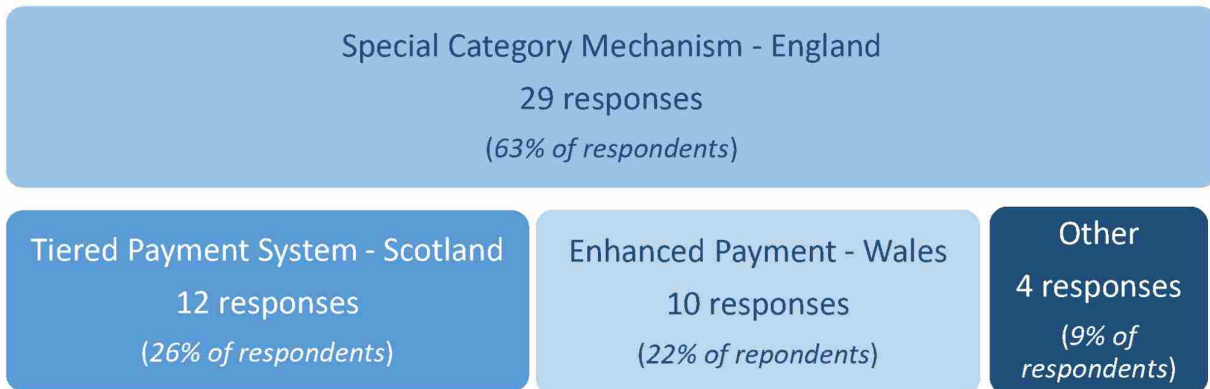 Special Category Mechanism - England
29 responses
(63% of respondents)
Tiered Payment System - Scotland
12 responses
(26% of respondents)
Enhanced Payment - Wales
10 responses
(22% of repondents)
Other
4 responses
(9% of
respondents)